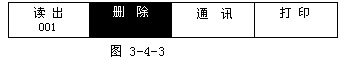 读 出 删 除 通 讯 打 印
001
图 3-4-3